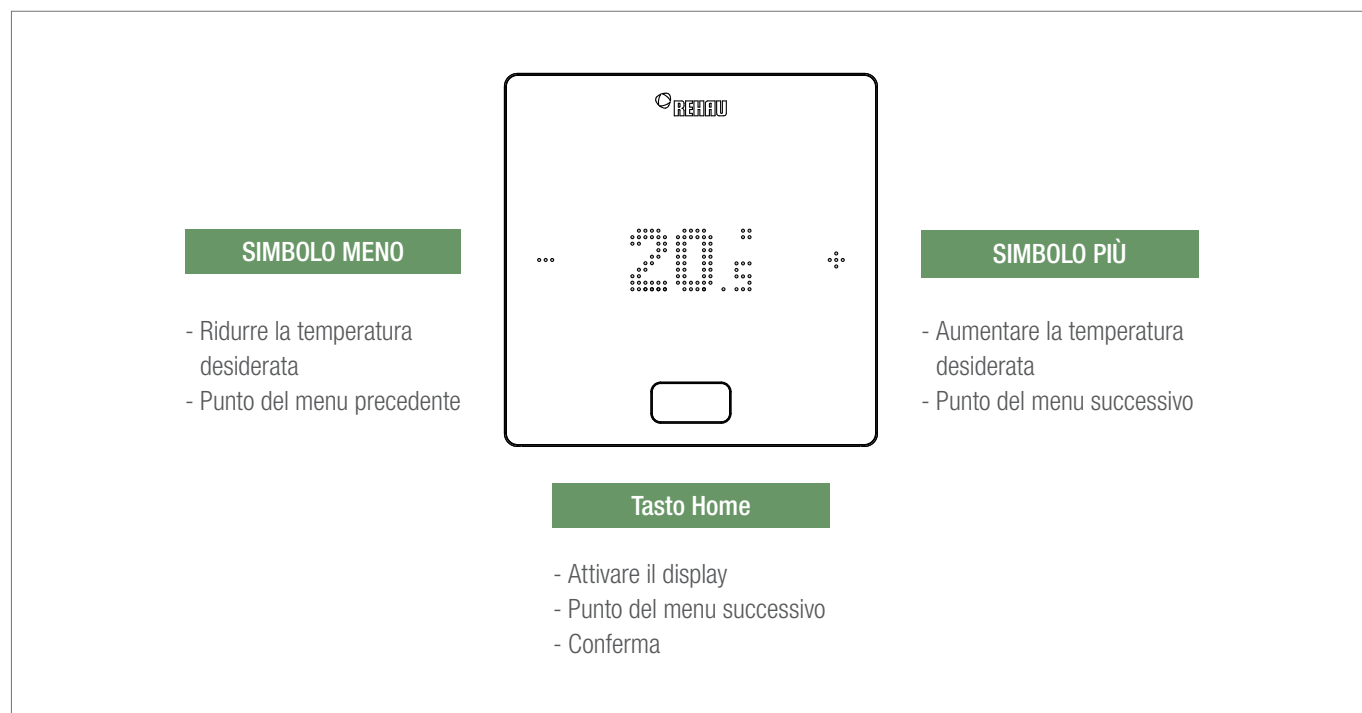 REHAU
20.5
SIMBOLO MENO
- Ridurre la temperatura
desiderata
- Punto del menu precedente
SIMBOLO PIÙ
- Aumentare la temperatura
desiderata
- Punto del menu successivo
Tasto Home
- Attivare il display
- Punto del menu successivo
- Conferma